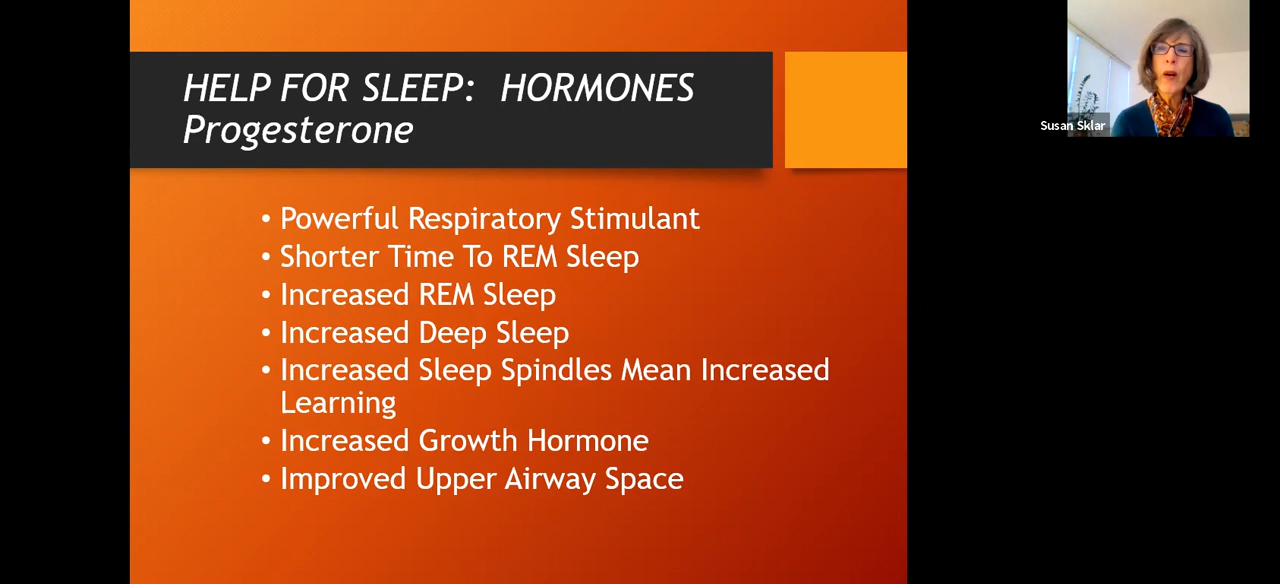 HELP FOR SLEEP: HORMONES
Progesterone
• Powerful Respiratory Stimulant
• Shorter Time To REM Sleep
• Increased REM Sleep
• Increased Deep Sleep
• Increased Sleep Spindles Mean Increased
Learning
• Increased Growth Hormone
• Improved Upper Airway Space
Susan Sklar